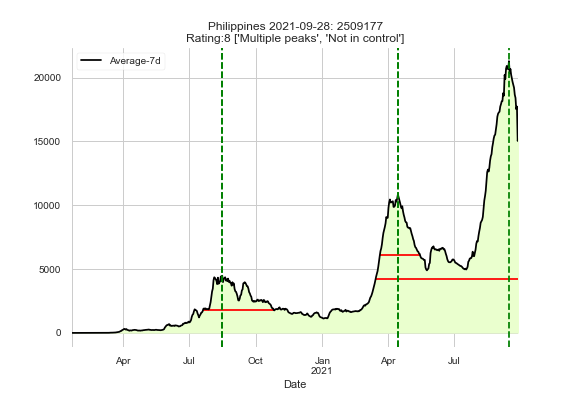 Philippines 2021-09-28: 2509177
Rating:8 ['Multiple peaks', 'Not in control']
Average-7d
20000
15000
10000
5000
0
Apr
Jul
Oct
Jan
2021
Apr
Jul
Date